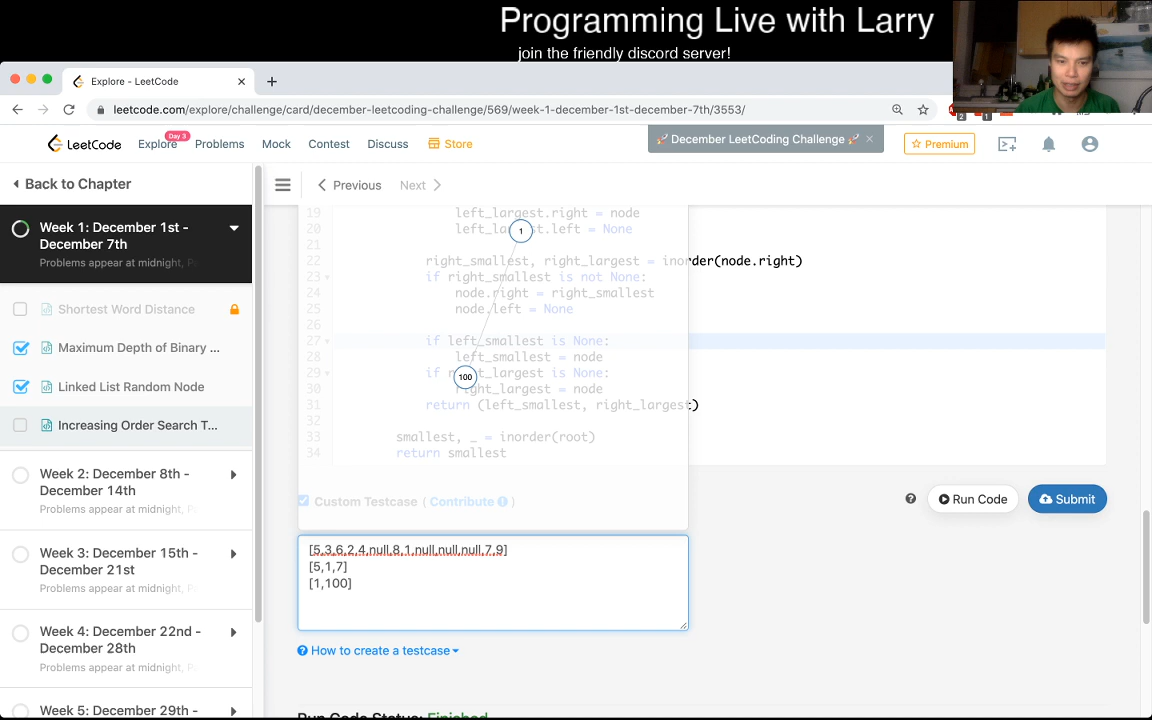 Programming Live with Larry
join the friendly discord server!
Explore - LeetCode
leetcode.com/explore/challenge/card/december-leetcoding-challenge/569/week-1-december-1st-december-7th/3553/
2
1
LeetCode
Explore
Day 3
Problems
Mock
Contest
Discuss
Store
🚀 December LeetCoding Challenge 🚀
Premium
Back to Chapter
Previous
Next
Week 1: December 1st -
December 7th
Problems appear at midnight, P
Shortest Word Distance
Maximum Depth of Binary ...
Linked List Random Node
Increasing Order Search T...
Week 2: December 8th -
December 14th
Problems appear at midnight, P
Week 3: December 15th -
December 21st
Problems appear at midnight, P
Week 4: December 22nd -
December 28th
Problems appear at midnight, P
Week 5: December 29th -
19 left_largest.right = node
20 left_largest.left = None
21
22 right_smallest, right_largest = inorder(node.right)
23 if right_smallest is not None:
24 node.right = right_smallest
25 node.left = None
26
27 if left_smallest is None:
28 left_smallest = node
29 if right_largest is None:
30 right_largest = node
31 return (left_smallest, right_largest)
32
33 smallest, _ = inorder(root)
34 return smallest
1
100
Custom Testcase ( Contribute )
Run Code
Submit
[5,3,6,2,4,null,8,1,null,null,null,7,9]
[5,1,7]
[1,100]
How to create a testcase
Run Code Status: Finished